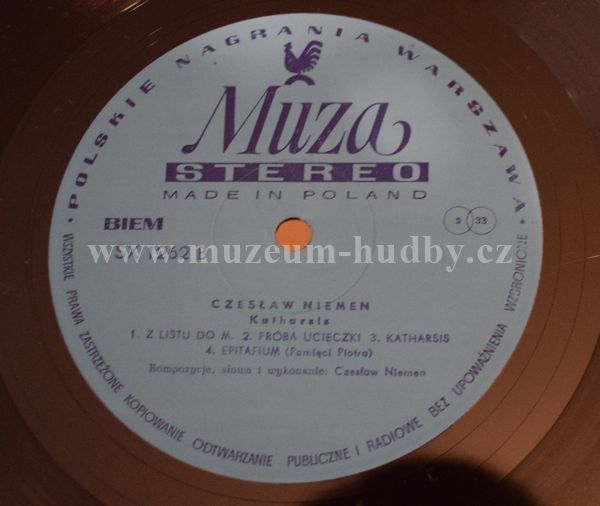 · POLSKIE NAGRANIA WARSZAWA ·
Muza
STEREO
MADE IN POLAND
BIEM
S 33
www.muzeum-hudby.cz
SX 1262 B
CZESŁAW NIEMEN
Katharsis
1. Z LISTU DO M. 2. PRÓBA UCIECZKI 3. KATHARSIS
4. EPITAFIUM (Pamięci Piotra)
Kompozycje, słowa i wykonanie: Czesław Niemen
WSZYSTKIE PRAWA ZASTRZEŻONE KOPIOWANIE ODTWARZANIE PUBLICZNE I RADIOWE BEZ UPOWAŻNIENIA WZBRONIONE